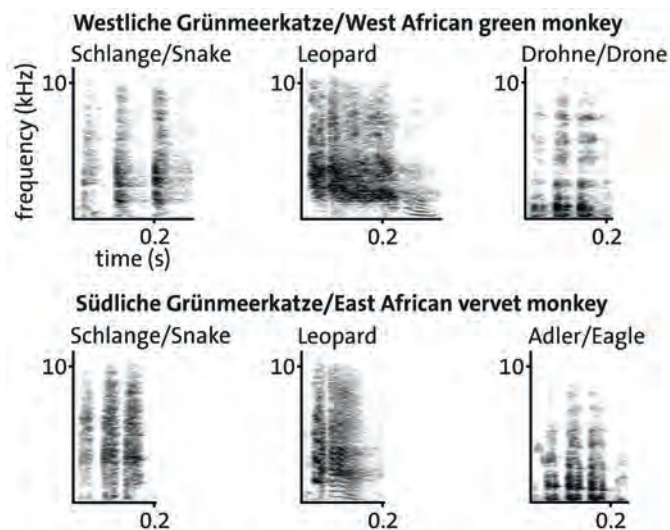 Westliche Grünmeerkatze/West African green monkey
Schlange/Snake
Leopard
Drohne/Drone
10
10
10
frequency (kHz)
0.2
0.2
0.2
time (s)
Südliche Grünmeerkatze/East African vervet monkey
Schlange/Snake
Leopard
Adler/Eagle
10
10
10
0.2
0.2
0.2